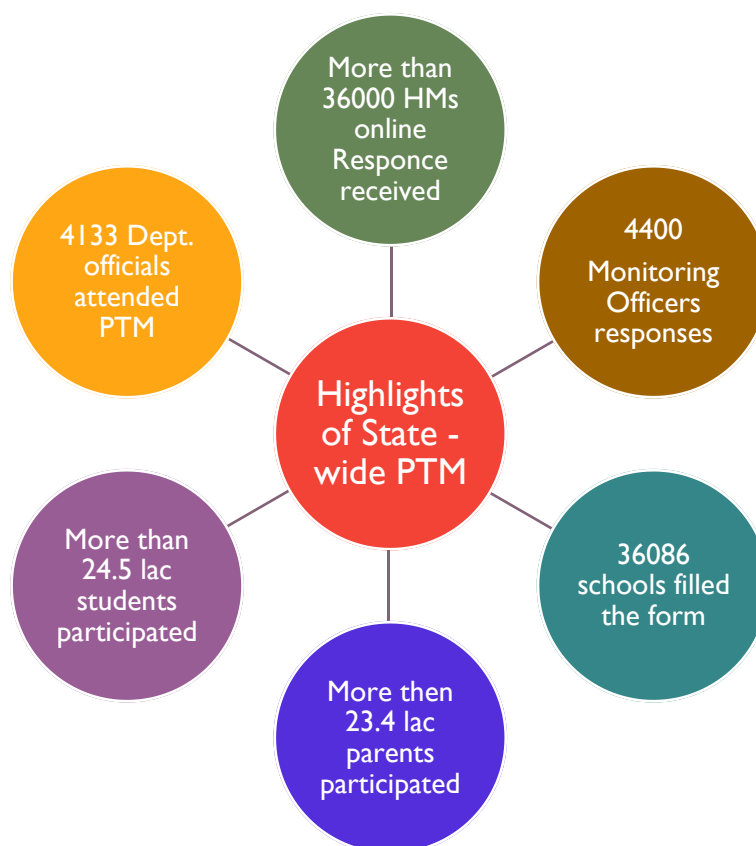 More than
36000 HMs
online
Responce
received
4400
Monitoring
Officers
responses
36086
schools filled
the form
More then
23.4 lac
parents
participated
More than
24.5 lac
students
participated
4133 Dept.
officials
attended
PTM
Highlights
of State -
wide PTM